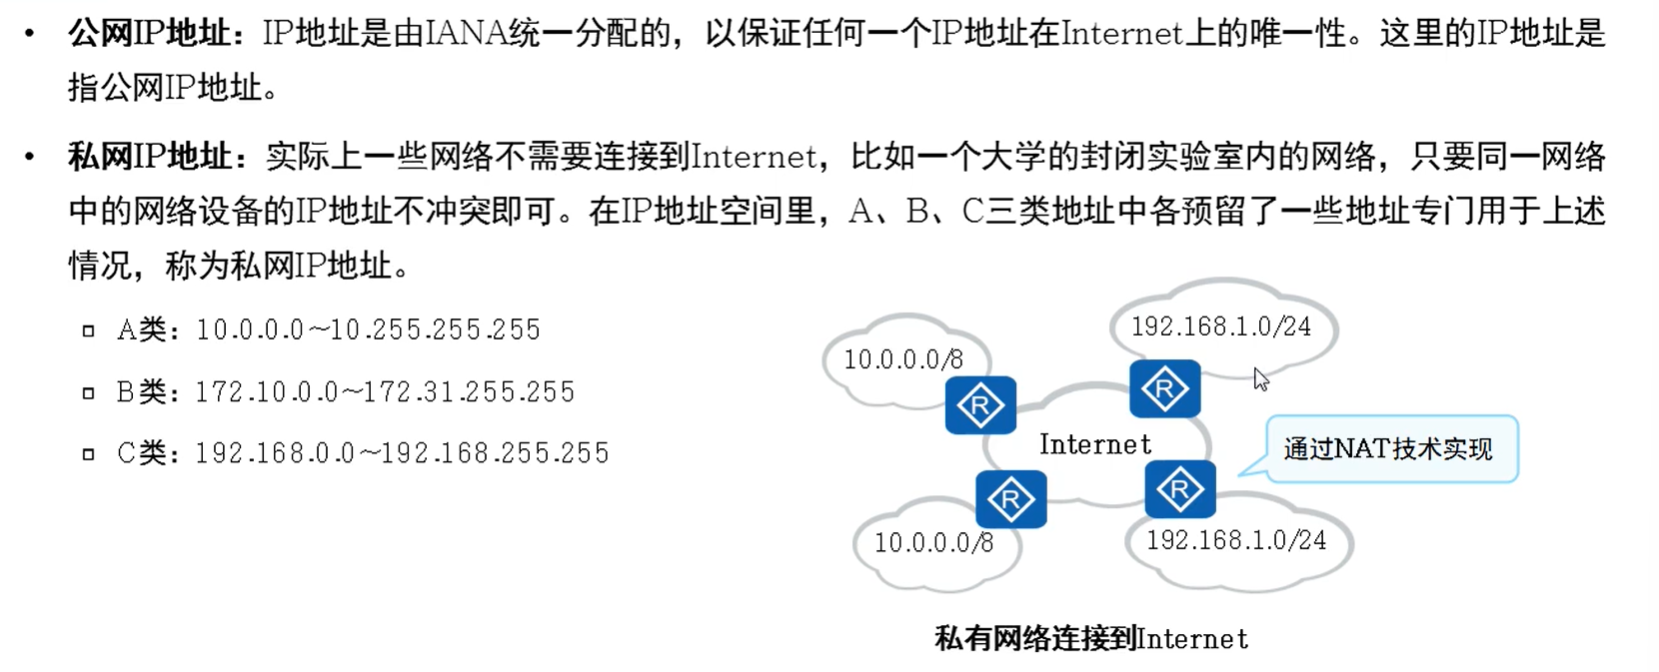 • 公网IP地址：IP地址是由IANA统一分配的，以保证任何一个IP地址在Internet上的唯一性。这里的IP地址是
指公网IP地址。
• 私网IP地址：实际上一些网络不需要连接到Internet，比如一个大学的封闭实验室内的网络，只要同一网络
中的网络设备的IP地址不冲突即可。在IP地址空间里，A、B、C三类地址中各预留了一些地址专门用于上述
情况，称为私网IP地址。
▫ A类：10.0.0.0~10.255.255.255
▫ B类：172.10.0.0~172.31.255.255
▫ C类：192.168.0.0~192.168.255.255
192.168.1.0/24
10.0.0.0/8
R
R
Internet
通过NAT技术实现
R
R
10.0.0.0/8
192.168.1.0/24
私有网络连接到Internet